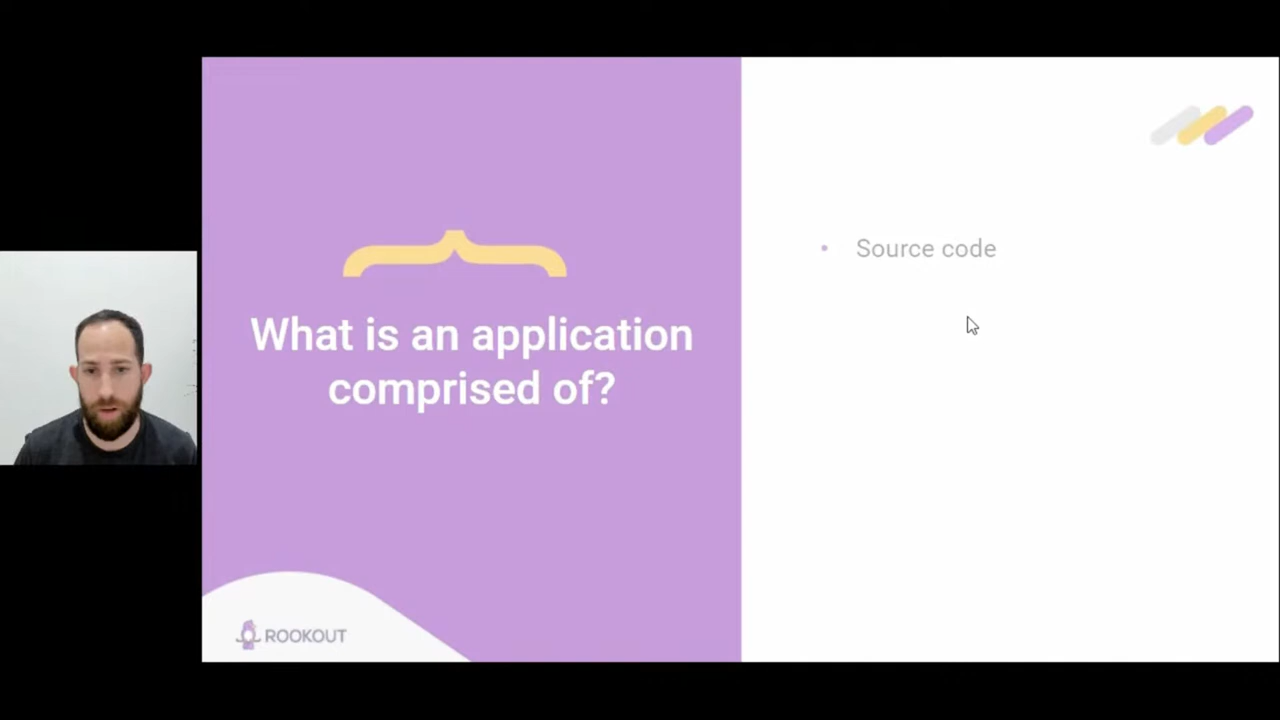 What is an application
comprised of?
• Source code
ROOKOUT